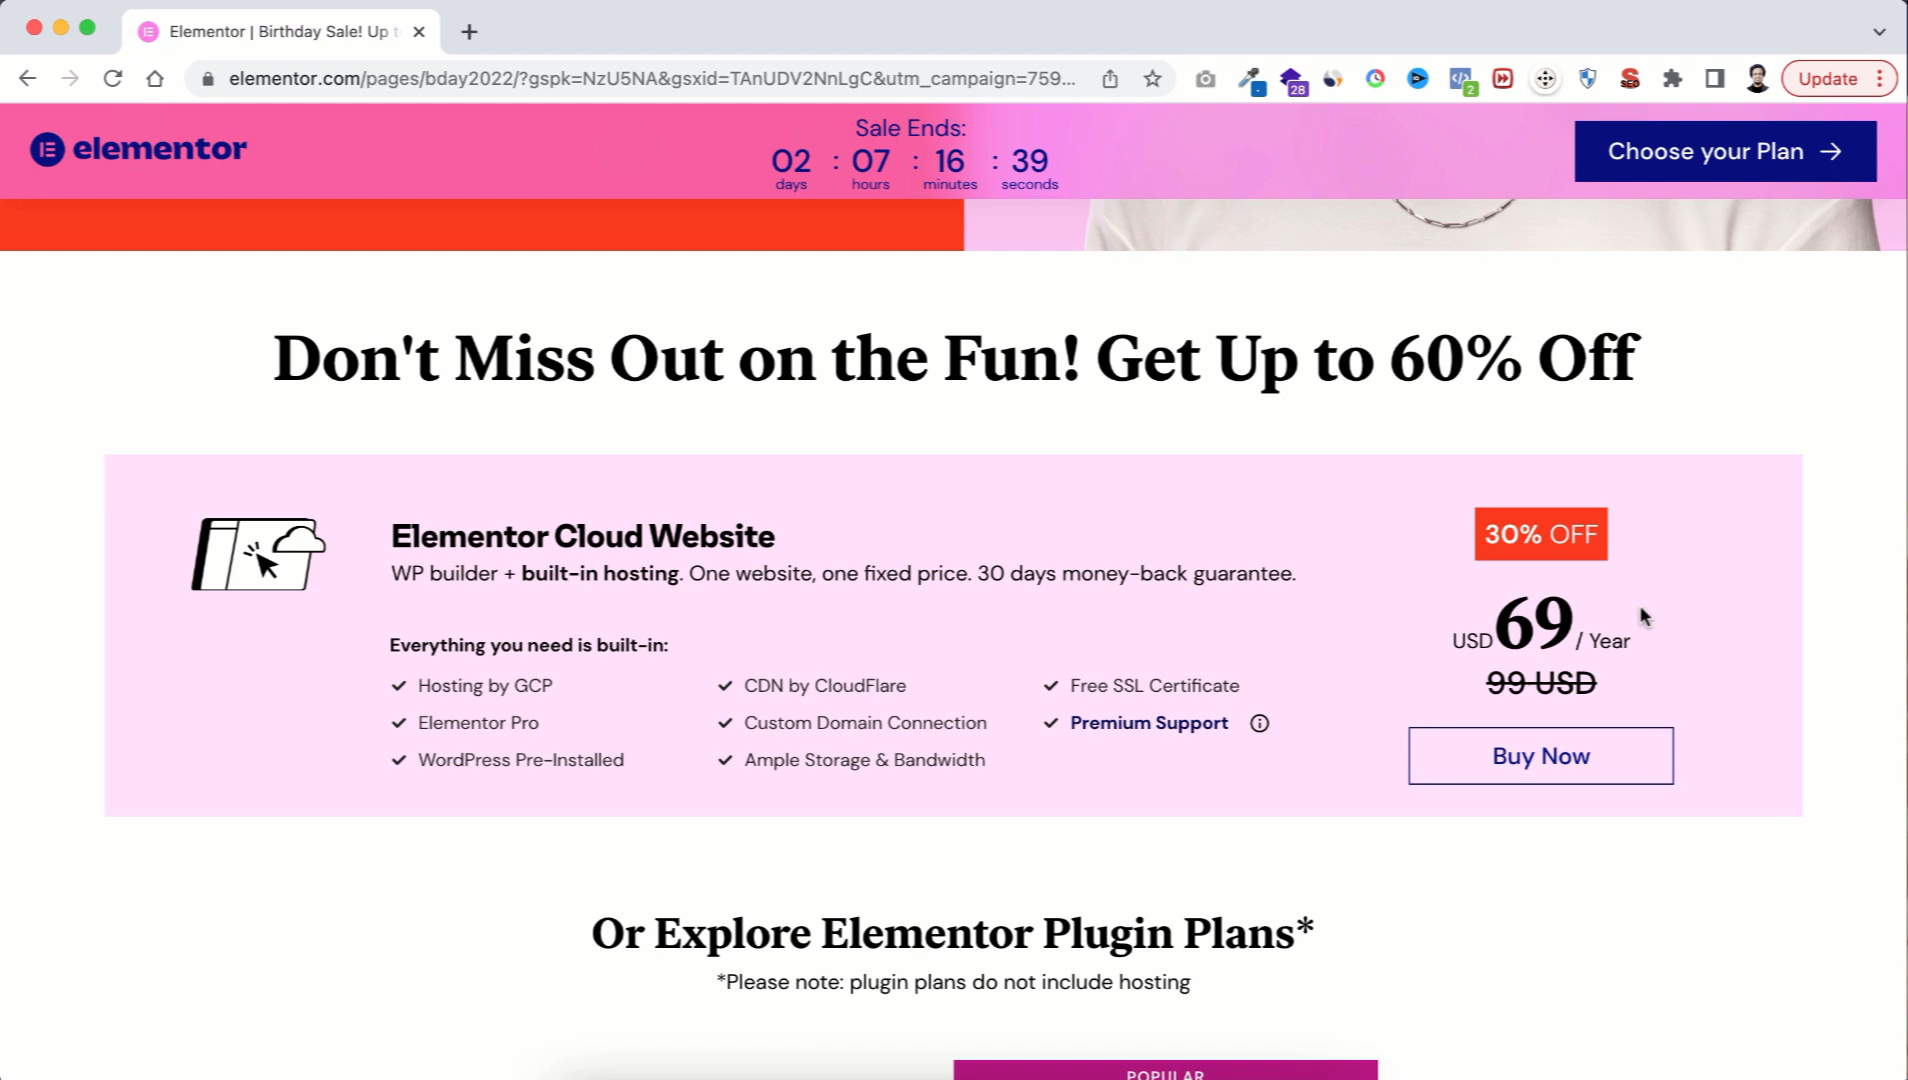 Elementor | Birthday Sale! Up t
elementor.com/pages/bday2022/?gspk=NzU5NA&gsxid=TAnUDV2NnLgC&utm_campaign=759...
28
2
SEO
Update
elementor
Sale Ends:
02 : 07 : 16 : 39
days hours minutes seconds
Choose your Plan →
Don't Miss Out on the Fun! Get Up to 60% Off
Elementor Cloud Website
WP builder + built-in hosting. One website, one fixed price. 30 days money-back guarantee.
Everything you need is built-in:
Hosting by GCP
CDN by CloudFlare
Free SSL Certificate
Elementor Pro
Custom Domain Connection
Premium Support
WordPress Pre-Installed
Ample Storage & Bandwidth
30% OFF
USD 69 / Year
99 USD
Buy Now
Or Explore Elementor Plugin Plans*
*Please note: plugin plans do not include hosting
POPULAR